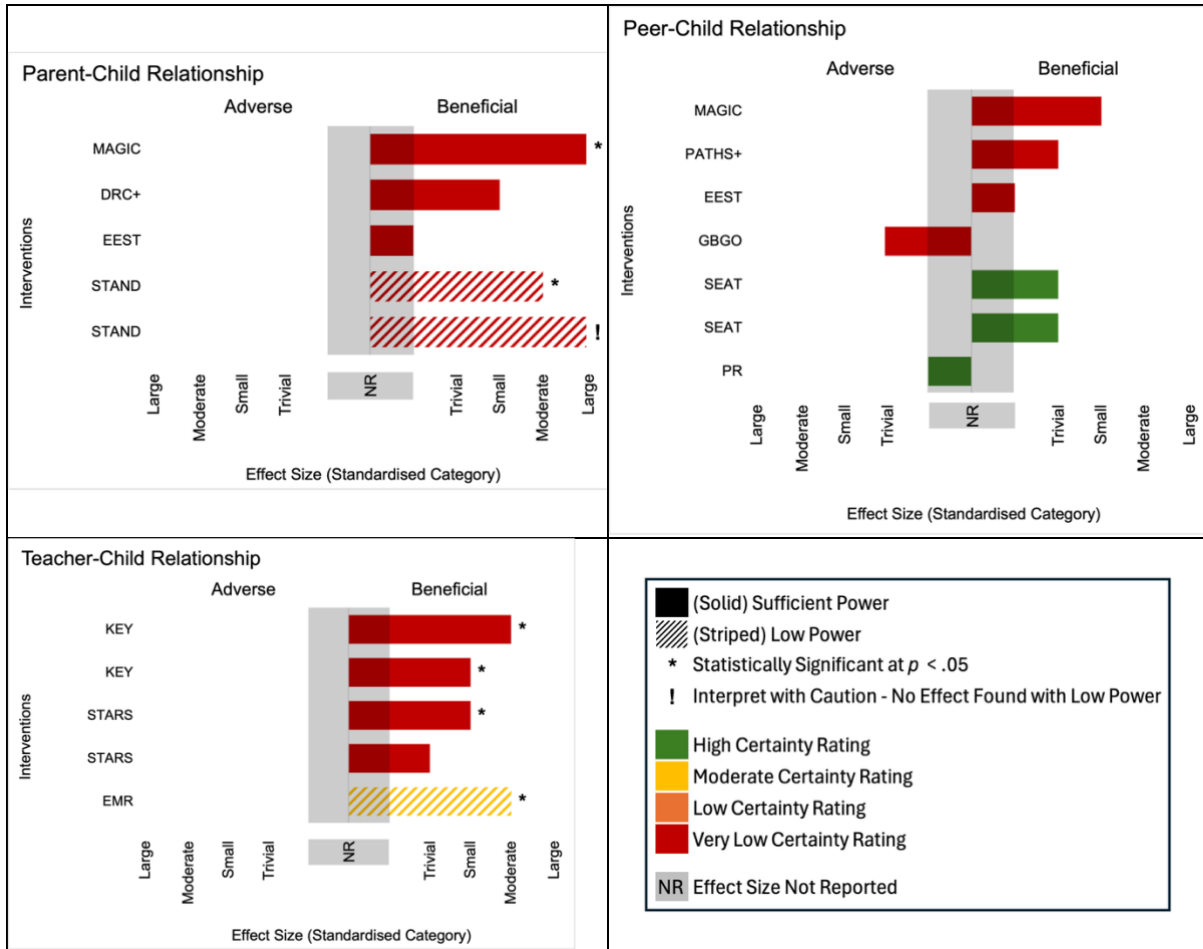 Parent-Child Relationship
Adverse Beneficial
Interventions
MAGIC *
DRC+
EEST
STAND *
STAND !
Large Moderate Small Trivial NR Trivial Small Moderate Large
Effect Size (Standardised Category)
Peer-Child Relationship
Adverse Beneficial
Interventions
MAGIC
PATHS+
EEST
GBGO
SEAT
SEAT
PR
Large Moderate Small Trivial NR Trivial Small Moderate Large
Effect Size (Standardised Category)
Teacher-Child Relationship
Adverse Beneficial
Interventions
KEY *
KEY *
STARS *
STARS
EMR *
Large Moderate Small Trivial NR Trivial Small Moderate Large
Effect Size (Standardised Category)
(Solid) Sufficient Power
(Striped) Low Power
* Statistically Significant at p < .05
! Interpret with Caution - No Effect Found with Low Power
High Certainty Rating
Moderate Certainty Rating
Low Certainty Rating
Very Low Certainty Rating
NR Effect Size Not Reported